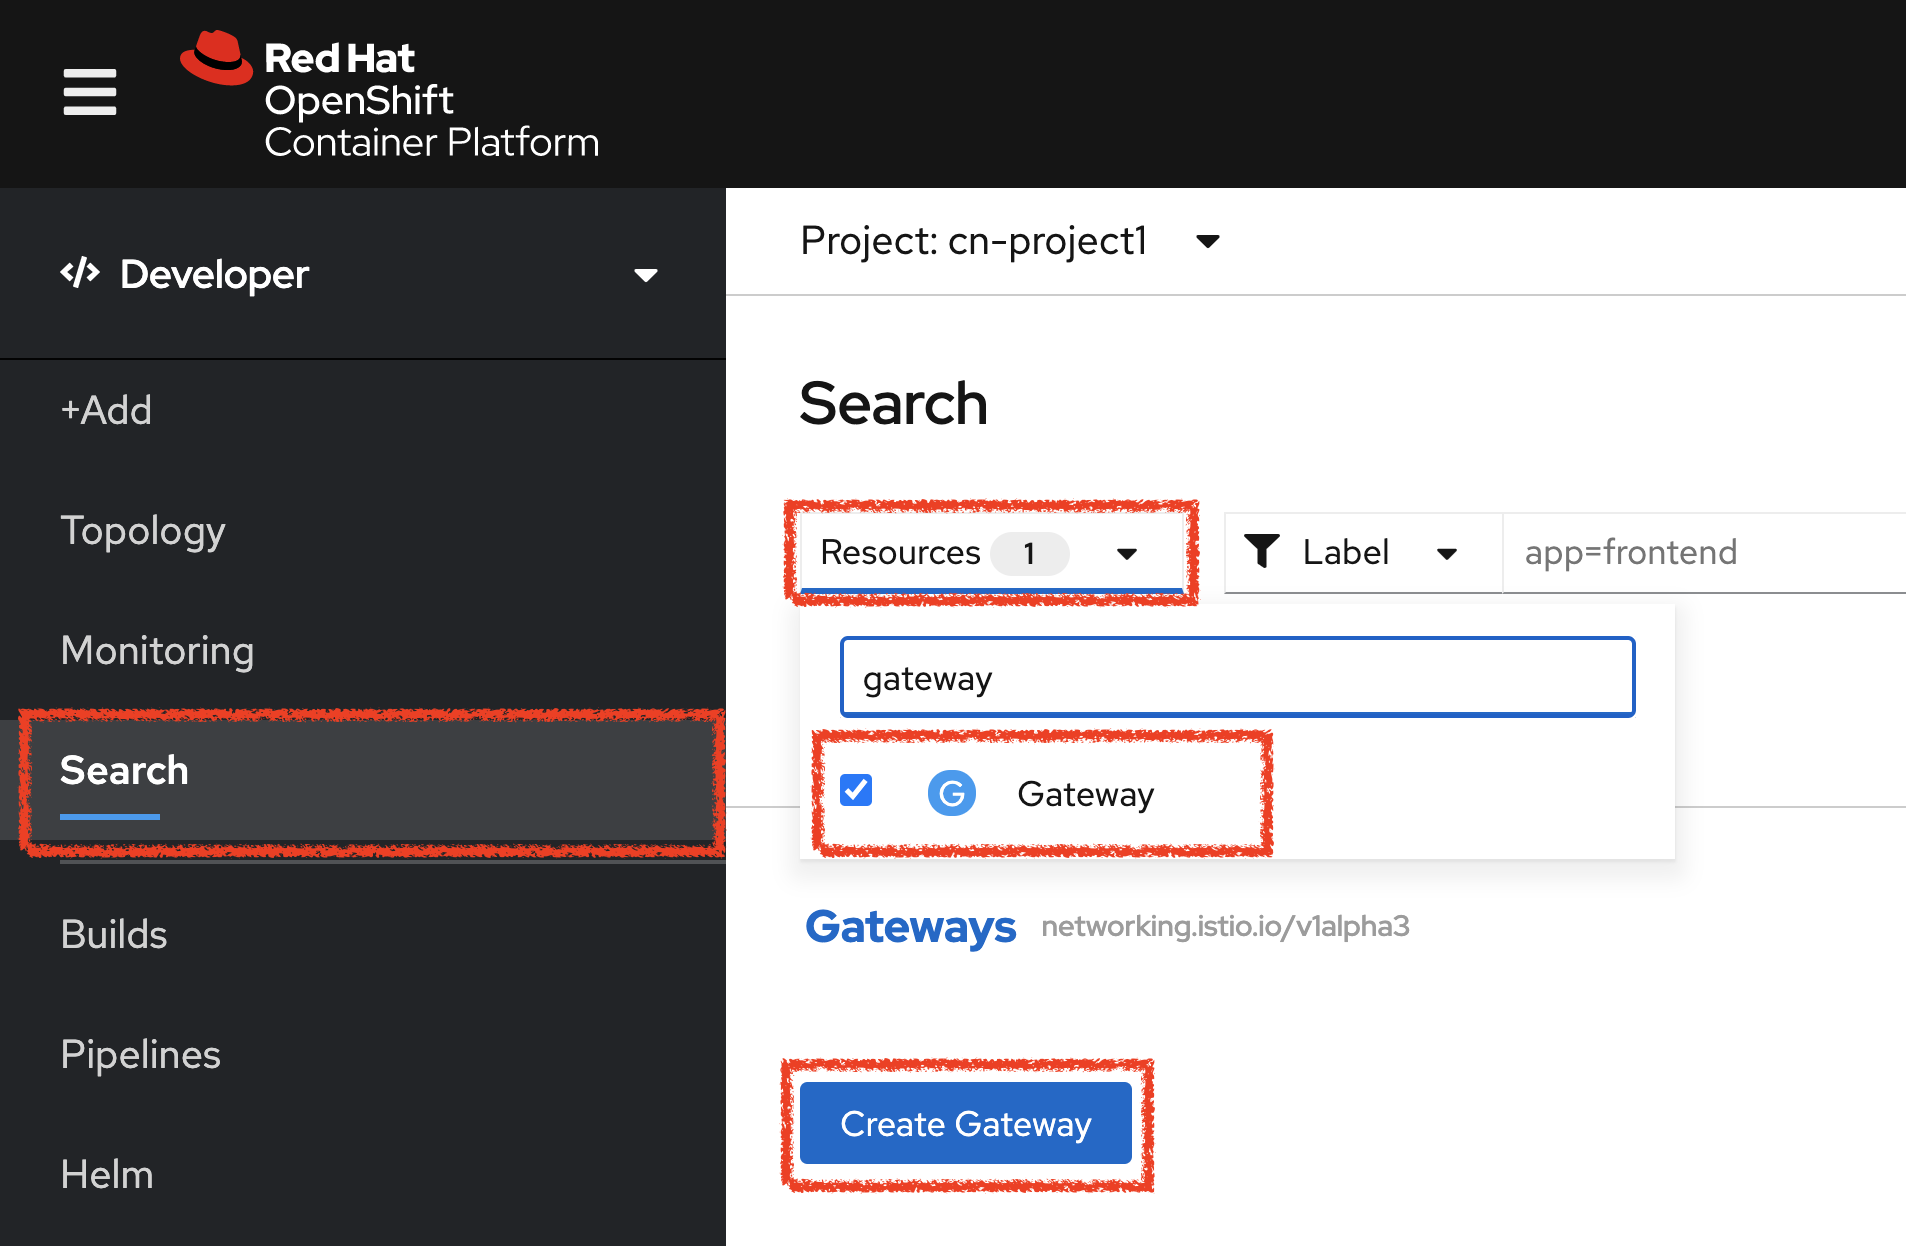 Red Hat
OpenShift
Container Platform
Developer
+Add
Topology
Monitoring
Search
Builds
Pipelines
Helm
Project: cn-project1
Search
Resources 1
Label
app=frontend
gateway
G Gateway
Gateways networking.istio.io/v1alpha3
Create Gateway